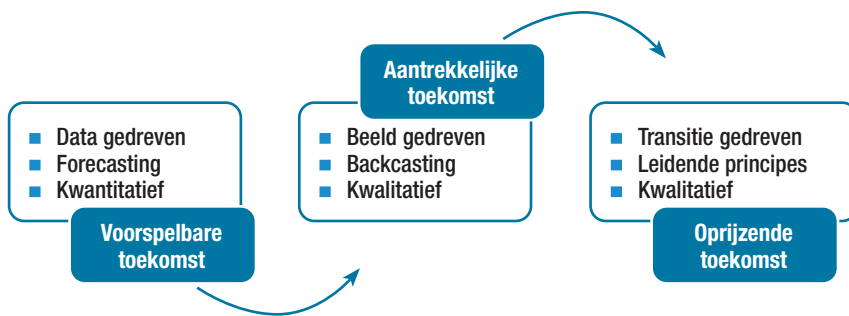 Data gedreven
Forecasting
Kwantitatief
Voorspelbare
toekomst
Aantrekkelijke
toekomst
Beeld gedreven
Backcasting
Kwalitatief
Transitie gedreven
Leidende principes
Kwalitatief
Oprijzende
toekomst